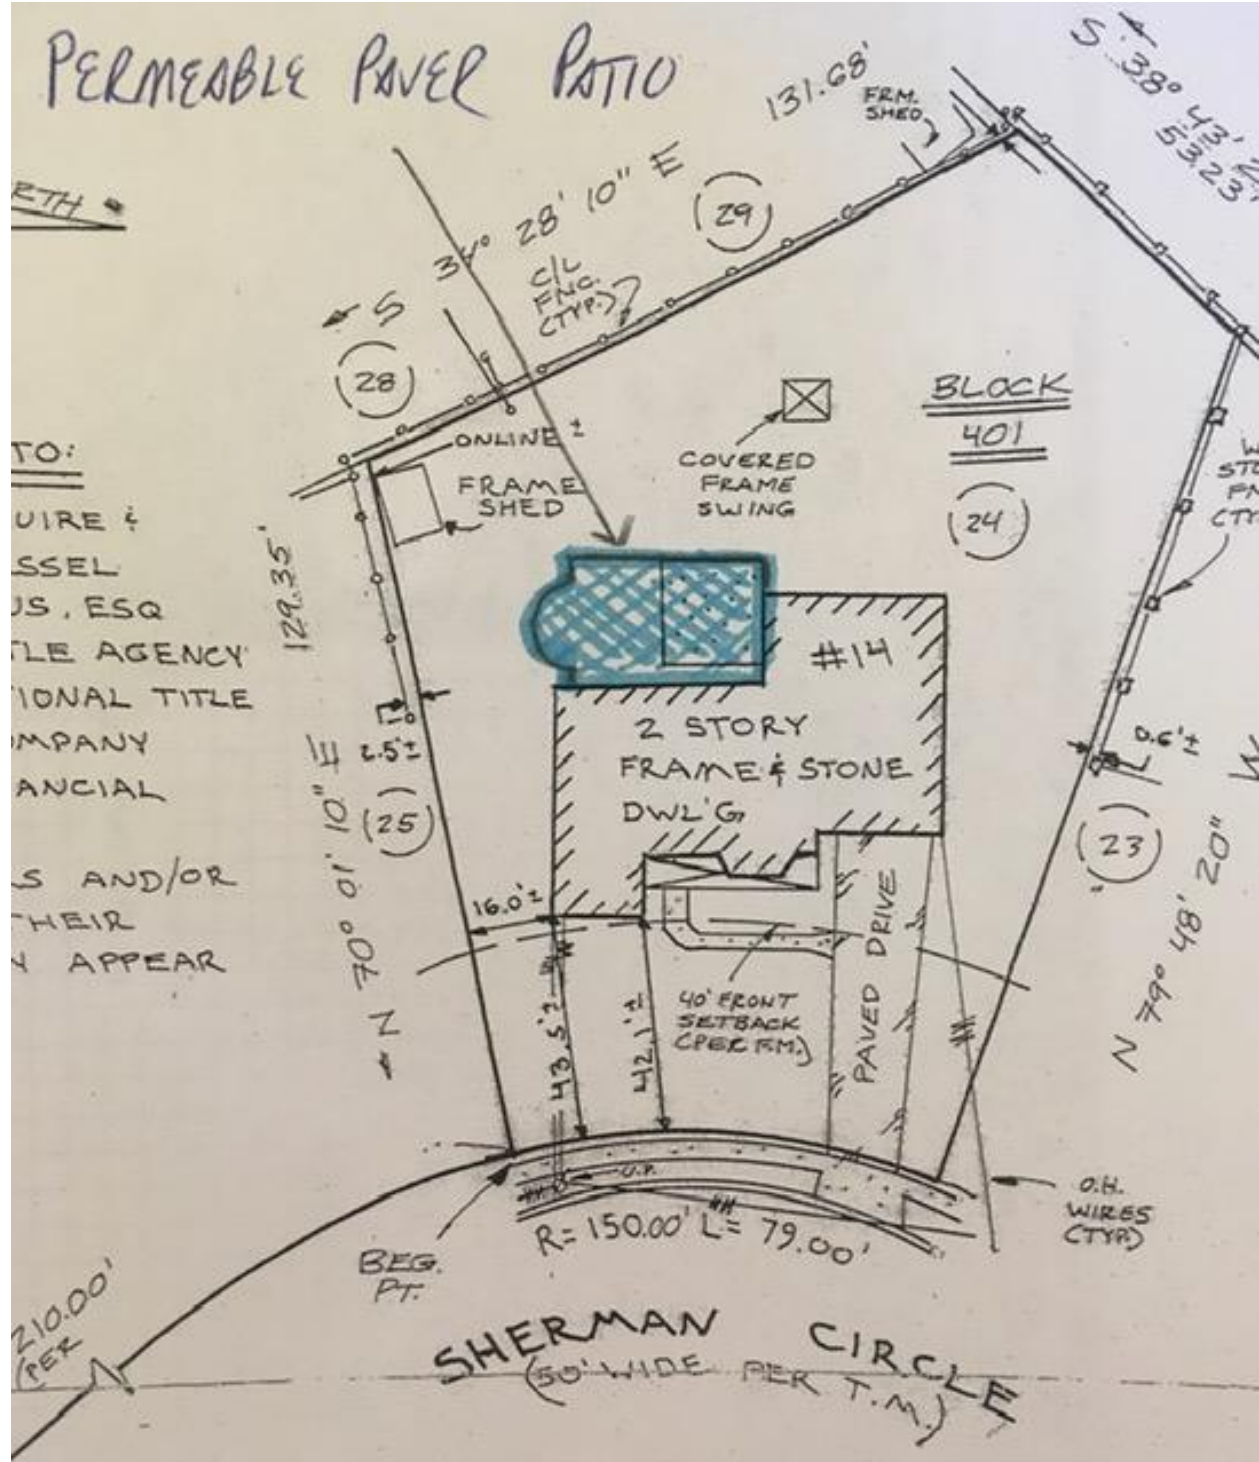 PERMEABLE PAVER PATIO
131.68'
FRM.
SHED
S 38° 43'
53.23'
S 34° 28' 10" E
(29)
C/L
FNC.
(TYP.)
(28)
ONLINE ±
FRAME
SHED
COVERED
FRAME
SWING
BLOCK
401
(24)
TO:
UIRE &
SSEL
US, ESQ
TLE AGENCY
IONAL TITLE
OMPANY
ANCIAL
S AND/OR
THEIR
Y APPEAR
129.35'
N 70° 01' 10" E
2.5'±
(25)
#14
2 STORY
FRAME & STONE
DWL'G
0.6'±
(23)
N 79° 48' 20" W
16.0'±
43.5'±
42.1'±
40' FRONT
SETBACK
(PER F.M.)
PAVED DRIVE
U.P.
O.H.
WIRES
(TYP.)
R= 150.00' L= 79.00'
BEG.
PT.
210.00'
(PER
SHERMAN CIRCLE
(50' WIDE PER T.M.)